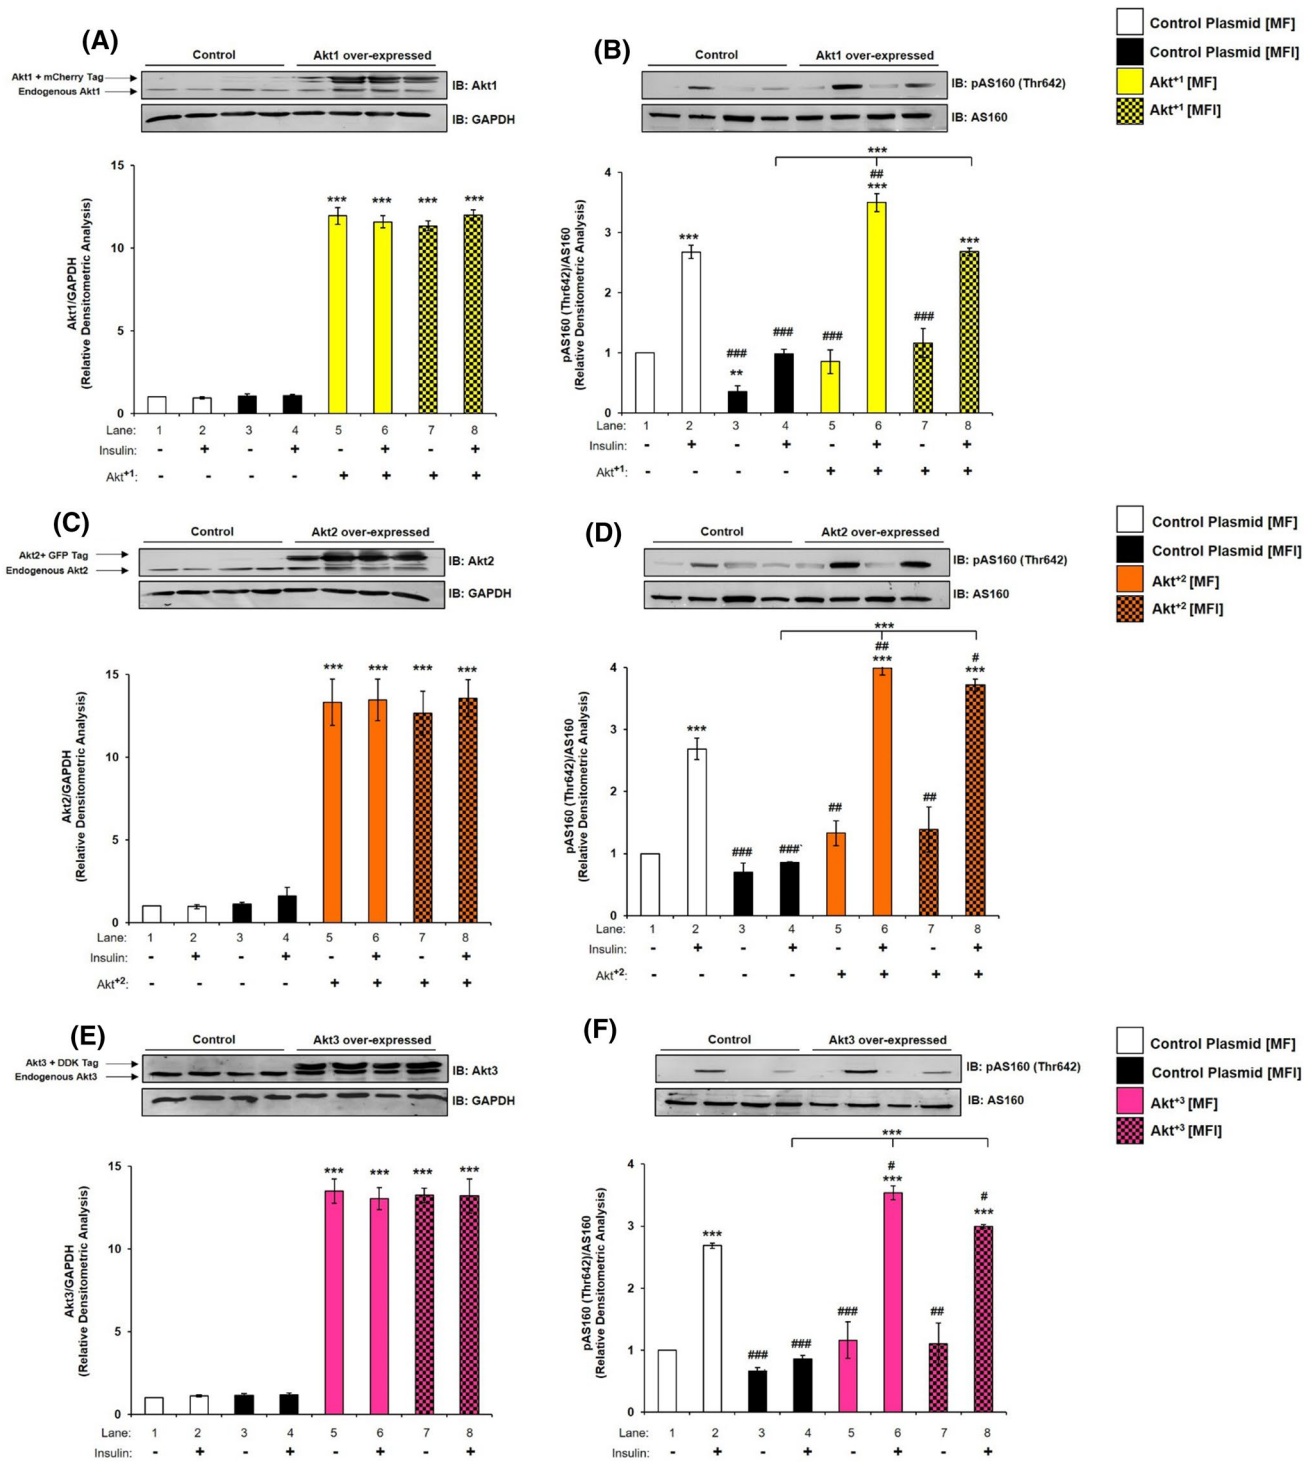 (A)
Control Akt1 over-expressed
Akt1 + mCherry Tag
Endogenous Akt1
IB: Akt1
IB: GAPDH
15
10
5
0
Akt1/GAPDH
(Relative Densitometric Analysis)
*** *** *** ***
Lane: 1 2 3 4 5 6 7 8
Insulin: - + - + - + - +
Akt+1: - - - - + + + +
(B)
Control Akt1 over-expressed
IB: pAS160 (Thr642)
IB: AS160
***
4
3
2
1
0
pAS160 (Thr642)/AS160
(Relative Densitometric Analysis)
***
###
**
###
###
##
***
###
***
Lane: 1 2 3 4 5 6 7 8
Insulin: - + - + - + - +
Akt+1: - - - - + + + +
Control Plasmid [MF]
Control Plasmid [MFI]
Akt+1 [MF]
Akt+1 [MFI]
(C)
Control Akt2 over-expressed
Akt2+ GFP Tag
Endogenous Akt2
IB: Akt2
IB: GAPDH
15
10
5
0
Akt2/GAPDH
(Relative Densitometric Analysis)
*** *** *** ***
Lane: 1 2 3 4 5 6 7 8
Insulin: - + - + - + - +
Akt+2: - - - - + + + +
(D)
Control Akt2 over-expressed
IB: pAS160 (Thr642)
IB: AS160
***
4
3
2
1
0
pAS160 (Thr642)/AS160
(Relative Densitometric Analysis)
***
###
###`
##
##
***
##
#
***
Lane: 1 2 3 4 5 6 7 8
Insulin: - + - + - + - +
Akt+2: - - - - + + + +
Control Plasmid [MF]
Control Plasmid [MFI]
Akt+2 [MF]
Akt+2 [MFI]
(E)
Control Akt3 over-expressed
Akt3 + DDK Tag
Endogenous Akt3
IB: Akt3
IB: GAPDH
15
10
5
0
Akt3/GAPDH
(Relative Densitometric Analysis)
*** *** *** ***
Lane: 1 2 3 4 5 6 7 8
Insulin: - + - + - + - +
(F)
Control Akt3 over-expressed
IB: pAS160 (Thr642)
IB: AS160
***
4
3
2
1
0
pAS160 (Thr642)/AS160
(Relative Densitometric Analysis)
***
###
###
###
#
***
##
#
***
Lane: 1 2 3 4 5 6 7 8
Insulin: - + - + - + - +
Control Plasmid [MF]
Control Plasmid [MFI]
Akt+3 [MF]
Akt+3 [MFI]